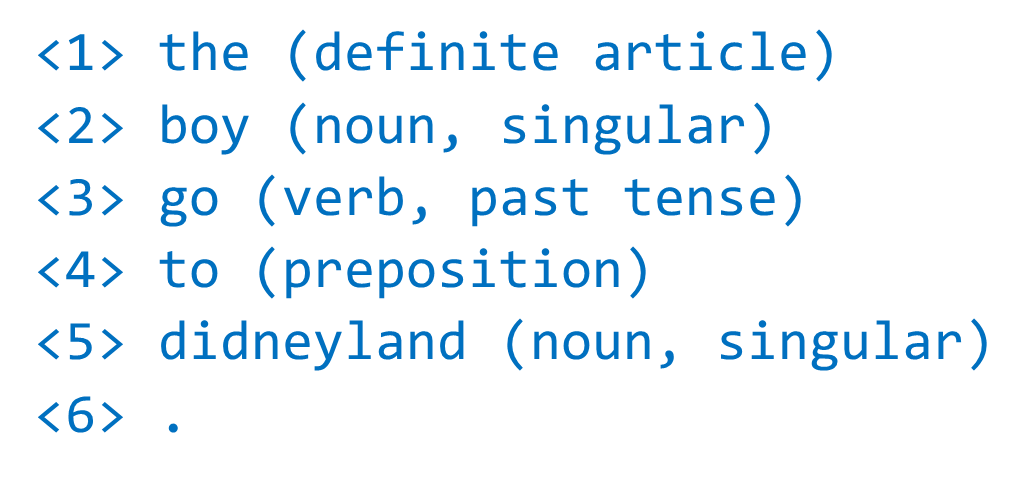 <1> the (definite article)
<2> boy (noun, singular)
<3> go (verb, past tense)
<4> to (preposition)
<5> didneyland (noun, singular)
<6> .